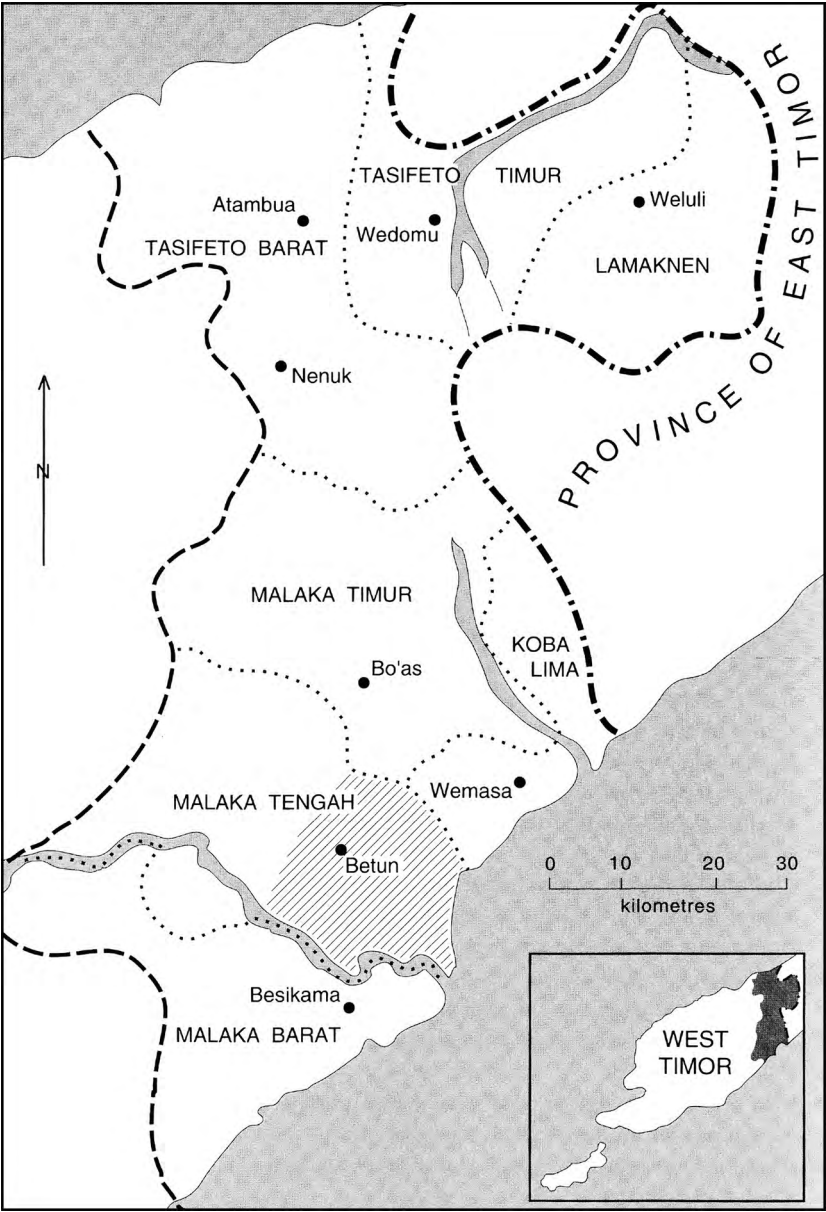 TASIFETO TIMUR
Atambua
Weluli
Wedomu
TASIFETO BARAT
LAMAKNEN
PROVINCE OF EAST TIMOR
Nenuk
N
MALAKA TIMUR
KOBA
LIMA
Bo'as
Wemasa
MALAKA TENGAH
Betun
0 10 20 30
kilometres
Besikama
MALAKA BARAT
WEST
TIMOR